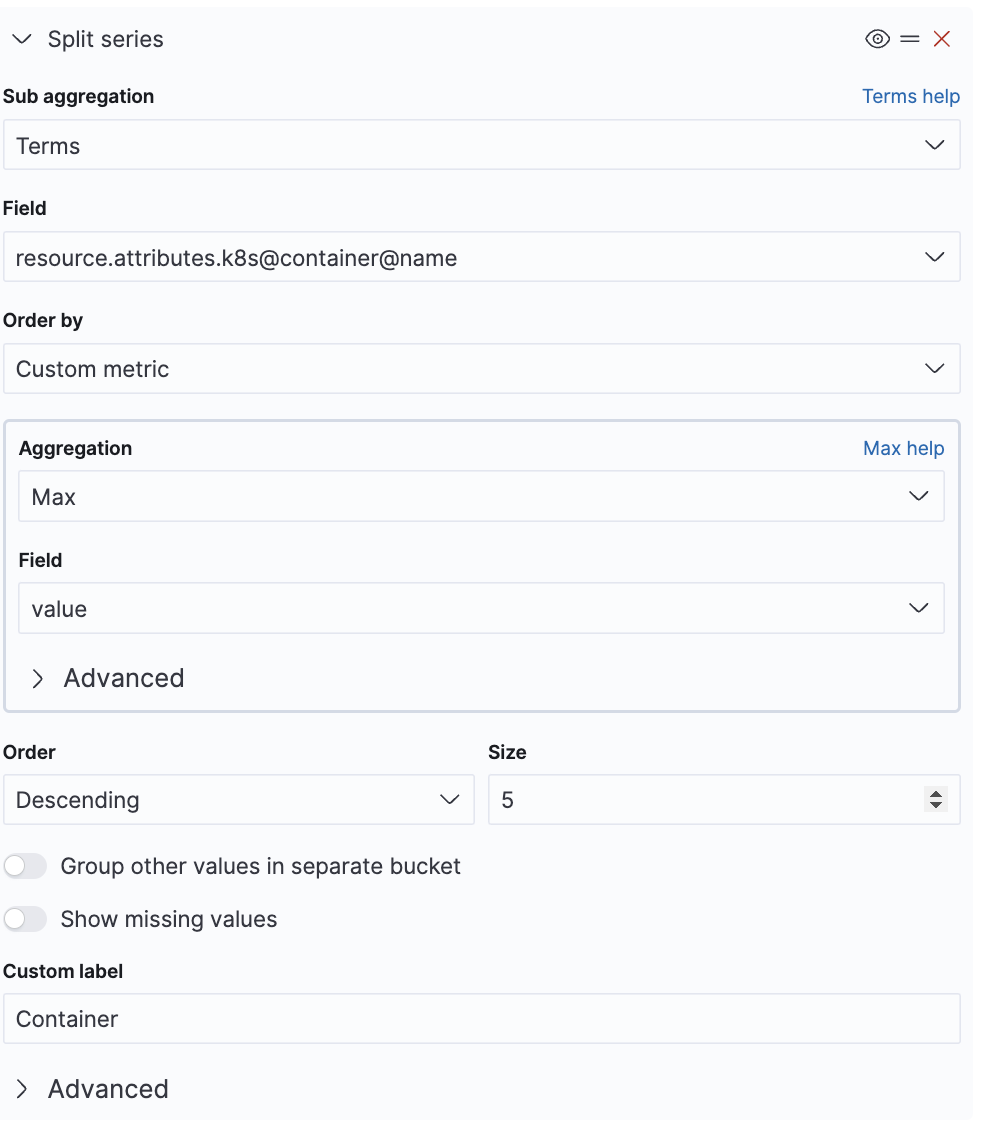 Split series
Sub aggregation
Terms help
Terms
Field
resource.attributes.k8s@container@name
Order by
Custom metric
Aggregation
Max help
Max
Field
value
Advanced
Order
Size
Descending
5
Group other values in separate bucket
Show missing values
Custom label
Container
Advanced